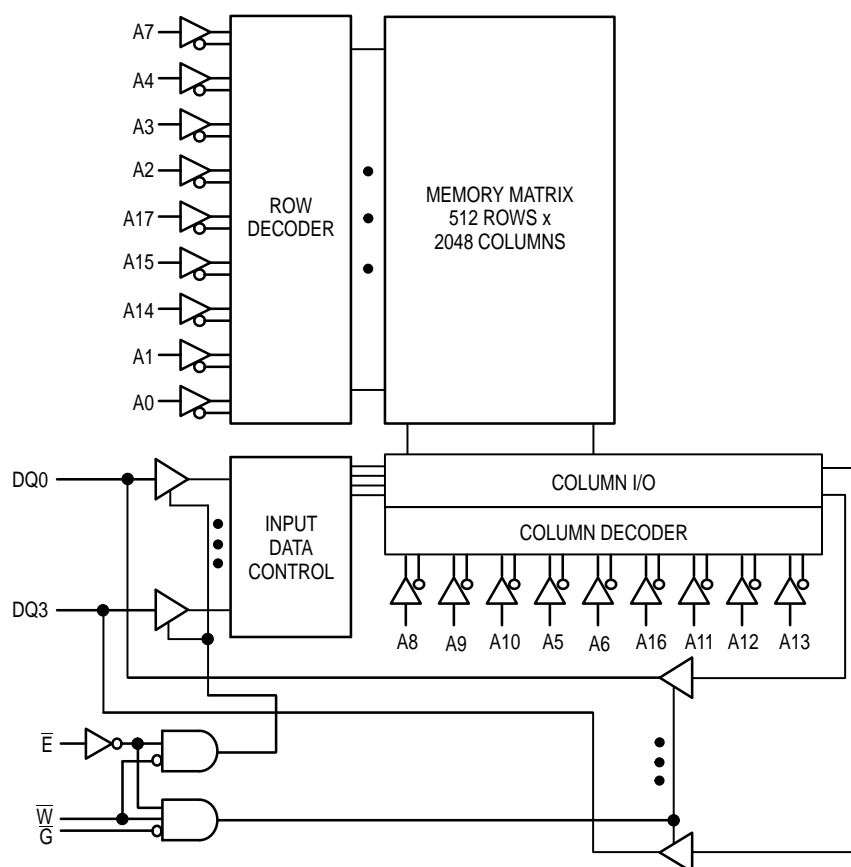 A7
A4
A3
A2
A17
A15
A14
A1
A0
ROW
DECODER
MEMORY MATRIX
512 ROWS x
2048 COLUMNS
DQ0
DQ3
INPUT
DATA
CONTROL
COLUMN I/O
COLUMN DECODER
A8 A9 A10 A5 A6 A16 A11 A12 A13
E̅
W̅
G̅